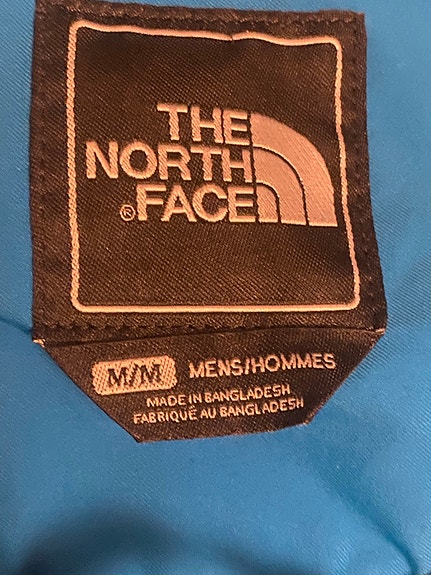 THE
NORTH
®FACE
M/M MENS/HOMMES
MADE IN BANGLADESH
FABRIQUÉ AU BANGLADESH